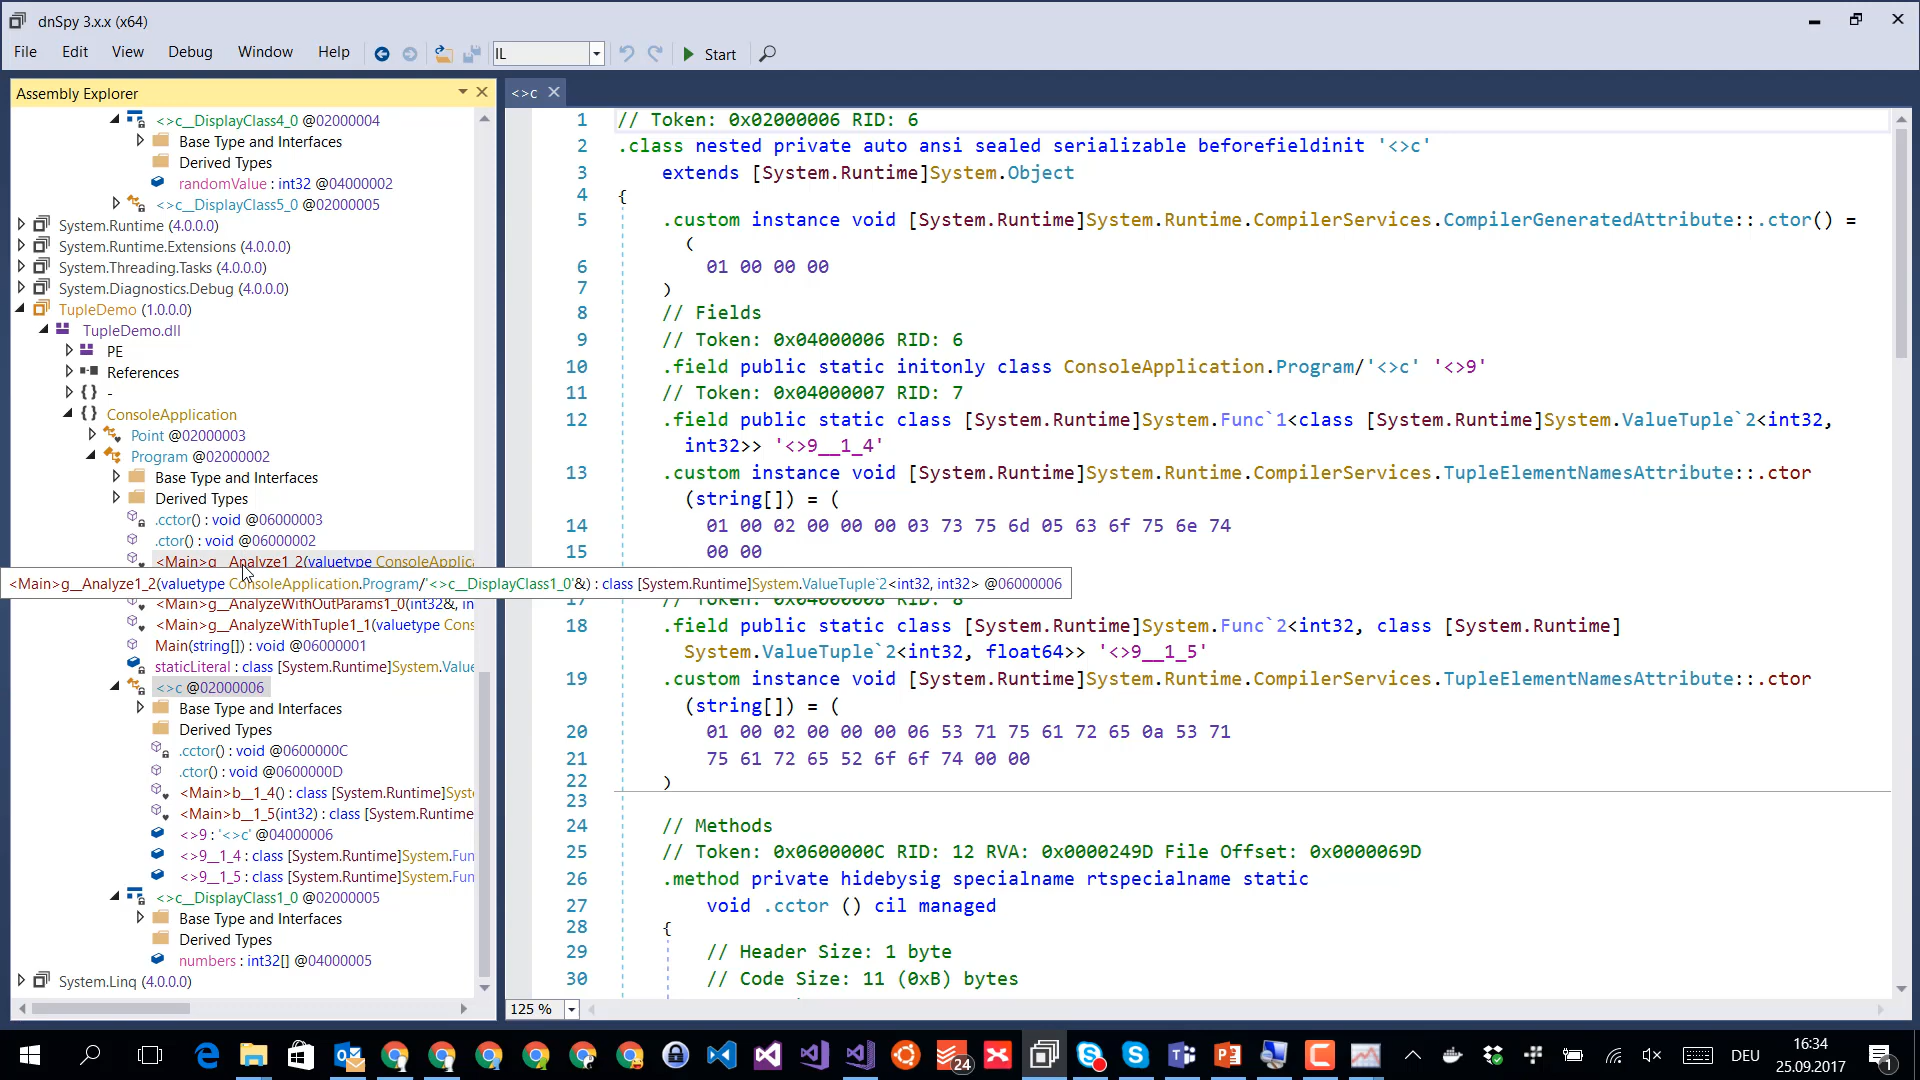 dnSpy 3.x.x (x64)
File Edit View Debug Window Help IL Start
Assembly Explorer
<>c__DisplayClass4_0 @02000004
Base Type and Interfaces
Derived Types
randomValue : int32 @04000002
<>c__DisplayClass5_0 @02000005
System.Runtime (4.0.0.0)
System.Runtime.Extensions (4.0.0.0)
System.Threading.Tasks (4.0.0.0)
System.Diagnostics.Debug (4.0.0.0)
TupleDemo (1.0.0.0)
TupleDemo.dll
PE
References
{ } -
{ } ConsoleApplication
Point @02000003
Program @02000002
Base Type and Interfaces
Derived Types
.cctor() : void @06000003
.ctor() : void @06000002
<Main>g__Analyze1_2(valuetype ConsoleApplica
<Main>g__Analyze1_2(valuetype ConsoleApplication.Program/'<>c__DisplayClass1_0'&) : class [System.Runtime]System.ValueTuple`2<int32, int32> @06000006
<Main>g__AnalyzeWithOutParams1_0(int32&, in
<Main>g__AnalyzeWithTuple1_1(valuetype Cons
Main(string[]) : void @06000001
staticLiteral : class [System.Runtime]System.Value
<>c @02000006
Base Type and Interfaces
Derived Types
.cctor() : void @0600000C
.ctor() : void @0600000D
<Main>b__1_4() : class [System.Runtime]Syste
<Main>b__1_5(int32) : class [System.Runtime
<>9 : '<>c' @04000006
<>9__1_4 : class [System.Runtime]System.Fun
<>9__1_5 : class [System.Runtime]System.Fun
<>c__DisplayClass1_0 @02000005
Base Type and Interfaces
Derived Types
numbers : int32[] @04000005
System.Linq (4.0.0.0)
<>c
1 // Token: 0x02000006 RID: 6
2 .class nested private auto ansi sealed serializable beforefieldinit '<>c'
3 extends [System.Runtime]System.Object
4 {
5 .custom instance void [System.Runtime]System.Runtime.CompilerServices.CompilerGeneratedAttribute::.ctor() =
(
6 01 00 00 00
7 )
8 // Fields
9 // Token: 0x04000006 RID: 6
10 .field public static initonly class ConsoleApplication.Program/'<>c' '<>9'
11 // Token: 0x04000007 RID: 7
12 .field public static class [System.Runtime]System.Func`1<class [System.Runtime]System.ValueTuple`2<int32,
int32>> '<>9__1_4'
13 .custom instance void [System.Runtime]System.Runtime.CompilerServices.TupleElementNamesAttribute::.ctor
(string[]) = (
14 01 00 02 00 00 00 03 73 75 6d 05 63 6f 75 6e 74
15 00 00
17 // Token: 0x04000008 RID: 8
18 .field public static class [System.Runtime]System.Func`2<int32, class [System.Runtime]
System.ValueTuple`2<int32, float64>> '<>9__1_5'
19 .custom instance void [System.Runtime]System.Runtime.CompilerServices.TupleElementNamesAttribute::.ctor
(string[]) = (
20 01 00 02 00 00 00 06 53 71 75 61 72 65 0a 53 71
21 75 61 72 65 52 6f 6f 74 00 00
22 )
23
24 // Methods
25 // Token: 0x0600000C RID: 12 RVA: 0x0000249D File Offset: 0x0000069D
26 .method private hidebysig specialname rtspecialname static
27 void .cctor () cil managed
28 {
29 // Header Size: 1 byte
30 // Code Size: 11 (0xB) bytes
125 %
24
DEU
16:34
25.09.2017
1